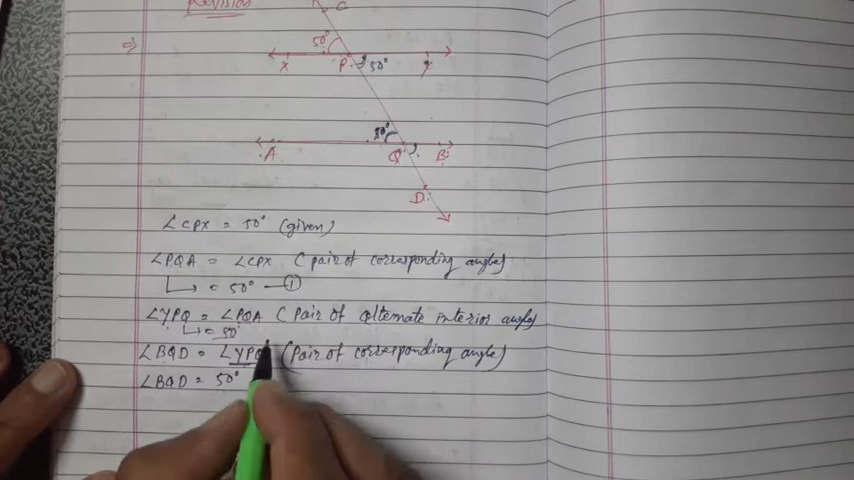 Revision
C
⇒
50°
X P 50° Y
50°
A Q B
D
∠CPX = 50° (given)
∠PQA = ∠CPX (pair of corresponding angles)
↳ = 50° — ①
∠YPQ = ∠PQA (Pair of alternate interior angles)
↳ = 50°
∠BQD = ∠YPQ (Pair of corresponding angle)
∠BQD = 50°